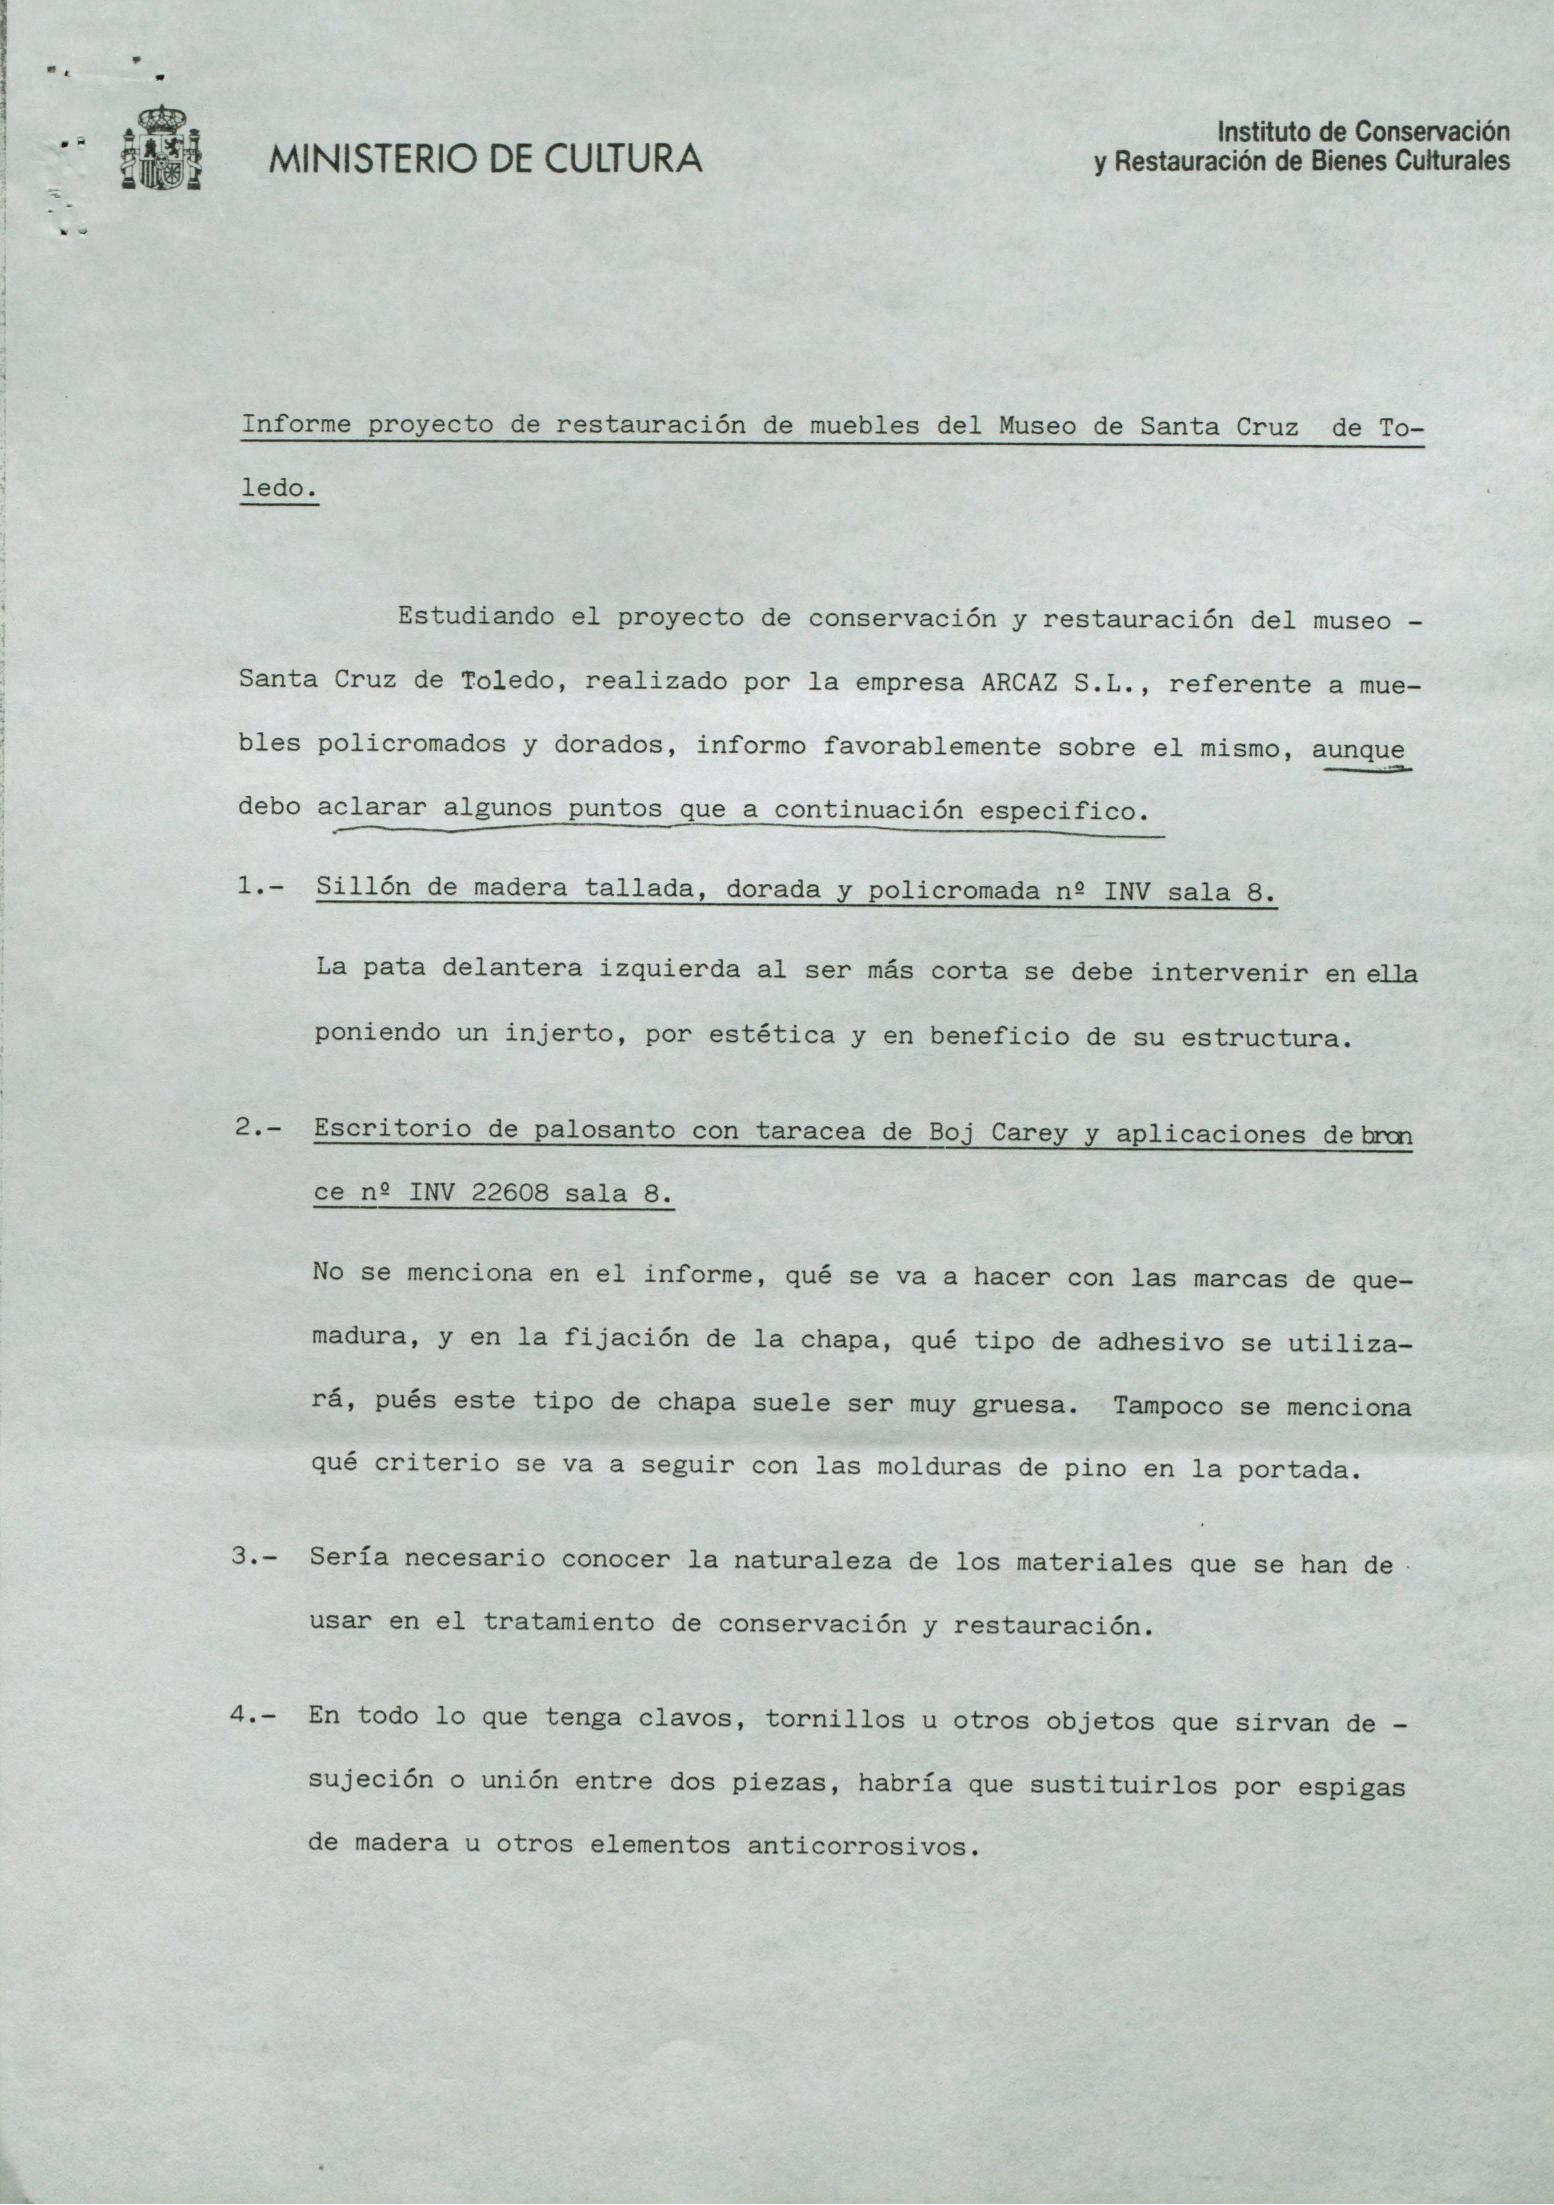 MINISTERIO DE CULTURA
Instituto de Conservación
y Restauración de Bienes Culturales
Informe proyecto de restauración de muebles del Museo de Santa Cruz de To-
ledo.
Estudiando el proyecto de conservación y restauración del museo -
Santa Cruz de Toledo, realizado por la empresa ARCAZ S.L., referente a mue-
bles policromados y dorados, informo favorablemente sobre el mismo, aunque
debo aclarar algunos puntos que a continuación especifico.
1.- Sillón de madera tallada, dorada y policromada nº INV sala 8.
La pata delantera izquierda al ser más corta se debe intervenir en ella
poniendo un injerto, por estética y en beneficio de su estructura.
2.- Escritorio de palosanto con taracea de Boj Carey y aplicaciones de bron
ce nº INV 22608 sala 8.
No se menciona en el informe, qué se va a hacer con las marcas de que-
madura, y en la fijación de la chapa, qué tipo de adhesivo se utiliza-
rá, pués este tipo de chapa suele ser muy gruesa. Tampoco se menciona
qué criterio se va a seguir con las molduras de pino en la portada.
3.- Sería necesario conocer la naturaleza de los materiales que se han de
usar en el tratamiento de conservación y restauración.
4.- En todo lo que tenga clavos, tornillos u otros objetos que sirvan de -
sujeción o unión entre dos piezas, habría que sustituirlos por espigas
de madera u otros elementos anticorrosivos.